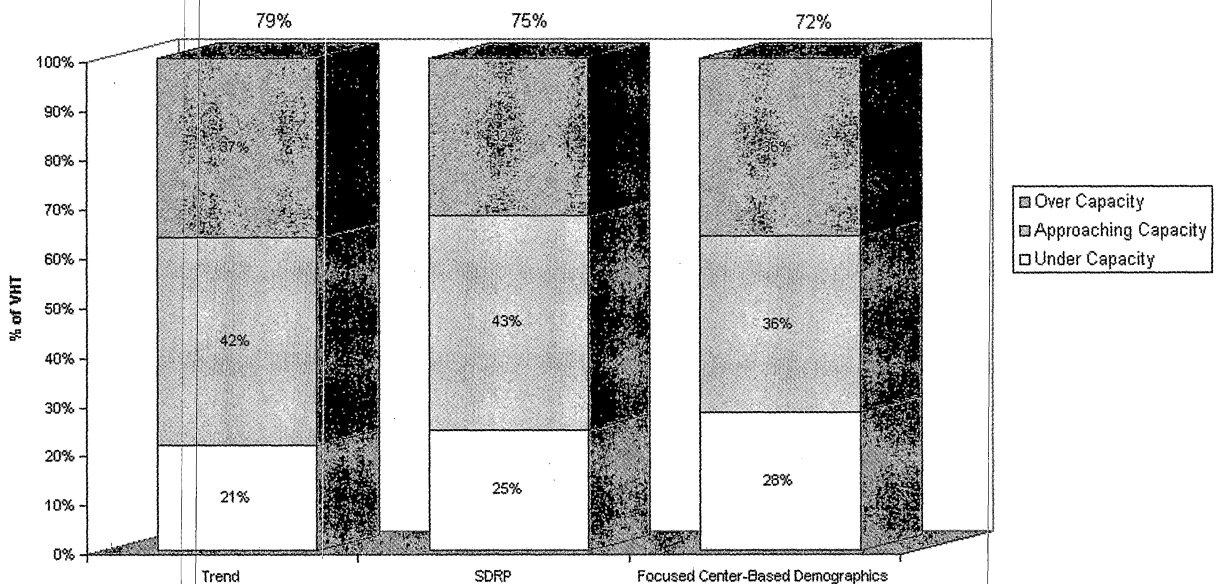 79% 75% 72%
100%
90%
80%
70%
60%
50%
40%
30%
20%
10%
0%
% of VHT
37% 36%
42% 43% 36%
21% 25% 28%
Trend SDRP Focused Center-Based Demographics
Over Capacity
Approaching Capacity
Under Capacity